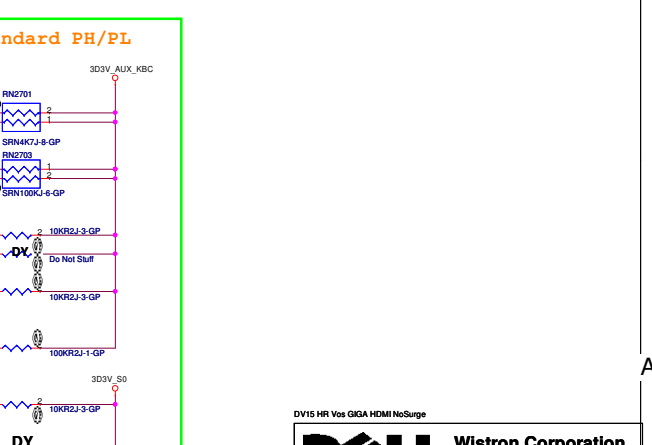 ndard PH/PL
3D3V_AUX_KBC
RN2701
2
1
SRN4K7J-8-GP
RN2703
1
2
SRN100KJ-6-GP
2 10KR2J-3-GP
DY
Do Not Stuff
10KR2J-3-GP
100KR2J-1-GP
3D3V_S0
2 10KR2J-3-GP
DY
A
DV15 HR Vos GIGA HDMI NoSurge
Wistron Corporation